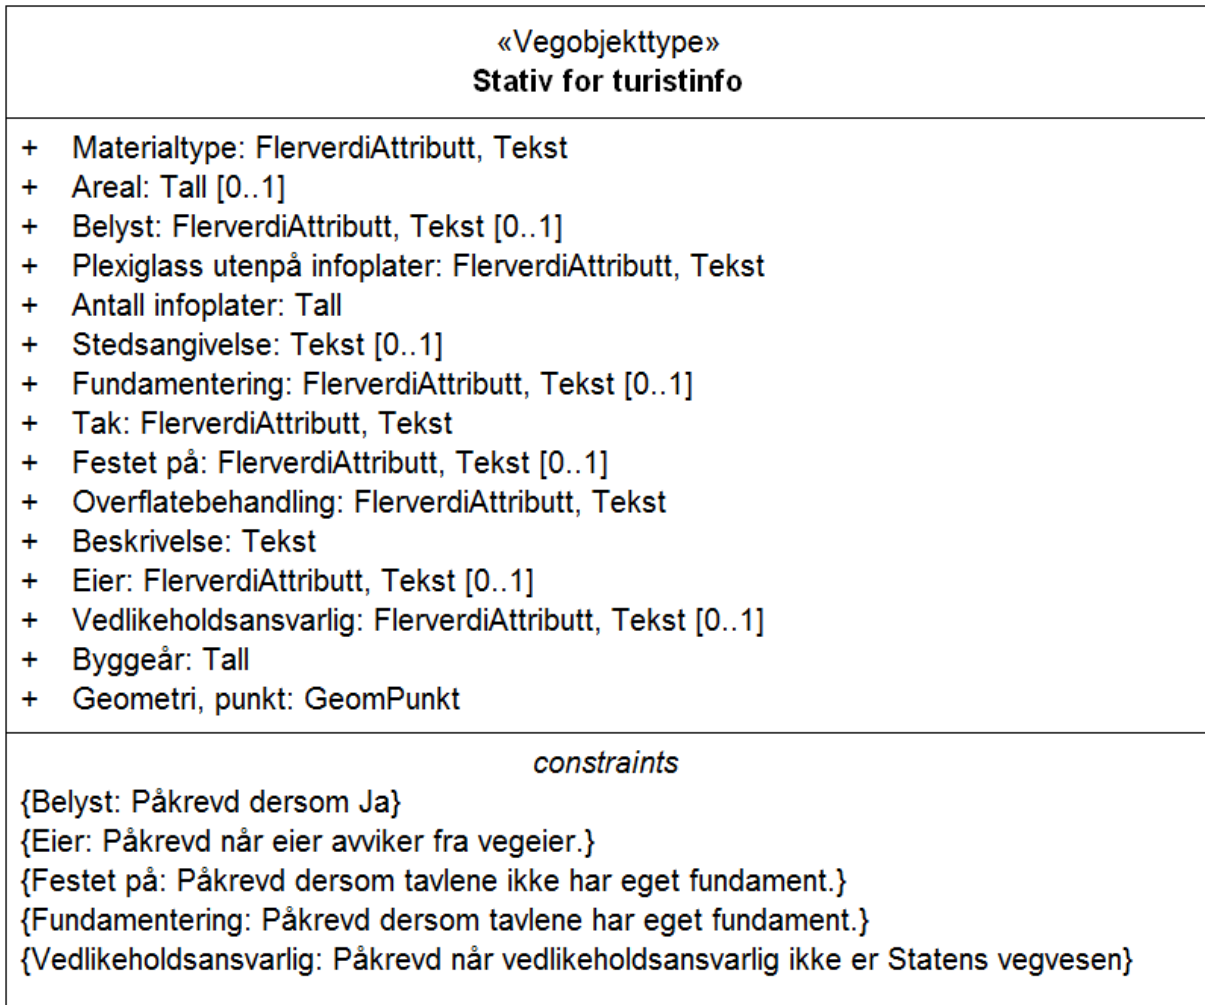 «Vegobjekttype»
Stativ for turistinfo
+ Materialtype: FlerverdiAttributt, Tekst
+ Areal: Tall [0..1]
+ Belyst: FlerverdiAttributt, Tekst [0..1]
+ Plexiglass utenpå infoplater: FlerverdiAttributt, Tekst
+ Antall infoplater: Tall
+ Stedsangivelse: Tekst [0..1]
+ Fundamentering: FlerverdiAttributt, Tekst [0..1]
+ Tak: FlerverdiAttributt, Tekst
+ Festet på: FlerverdiAttributt, Tekst [0..1]
+ Overflatebehandling: FlerverdiAttributt, Tekst
+ Beskrivelse: Tekst
+ Eier: FlerverdiAttributt, Tekst [0..1]
+ Vedlikeholdsansvarlig: FlerverdiAttributt, Tekst [0..1]
+ Byggeår: Tall
+ Geometri, punkt: GeomPunkt
constraints
{Belyst: Påkrevd dersom Ja}
{Eier: Påkrevd når eier avviker fra vegeier.}
{Festet på: Påkrevd dersom tavlene ikke har eget fundament.}
{Fundamentering: Påkrevd dersom tavlene har eget fundament.}
{Vedlikeholdsansvarlig: Påkrevd når vedlikeholdsansvarlig ikke er Statens vegvesen}